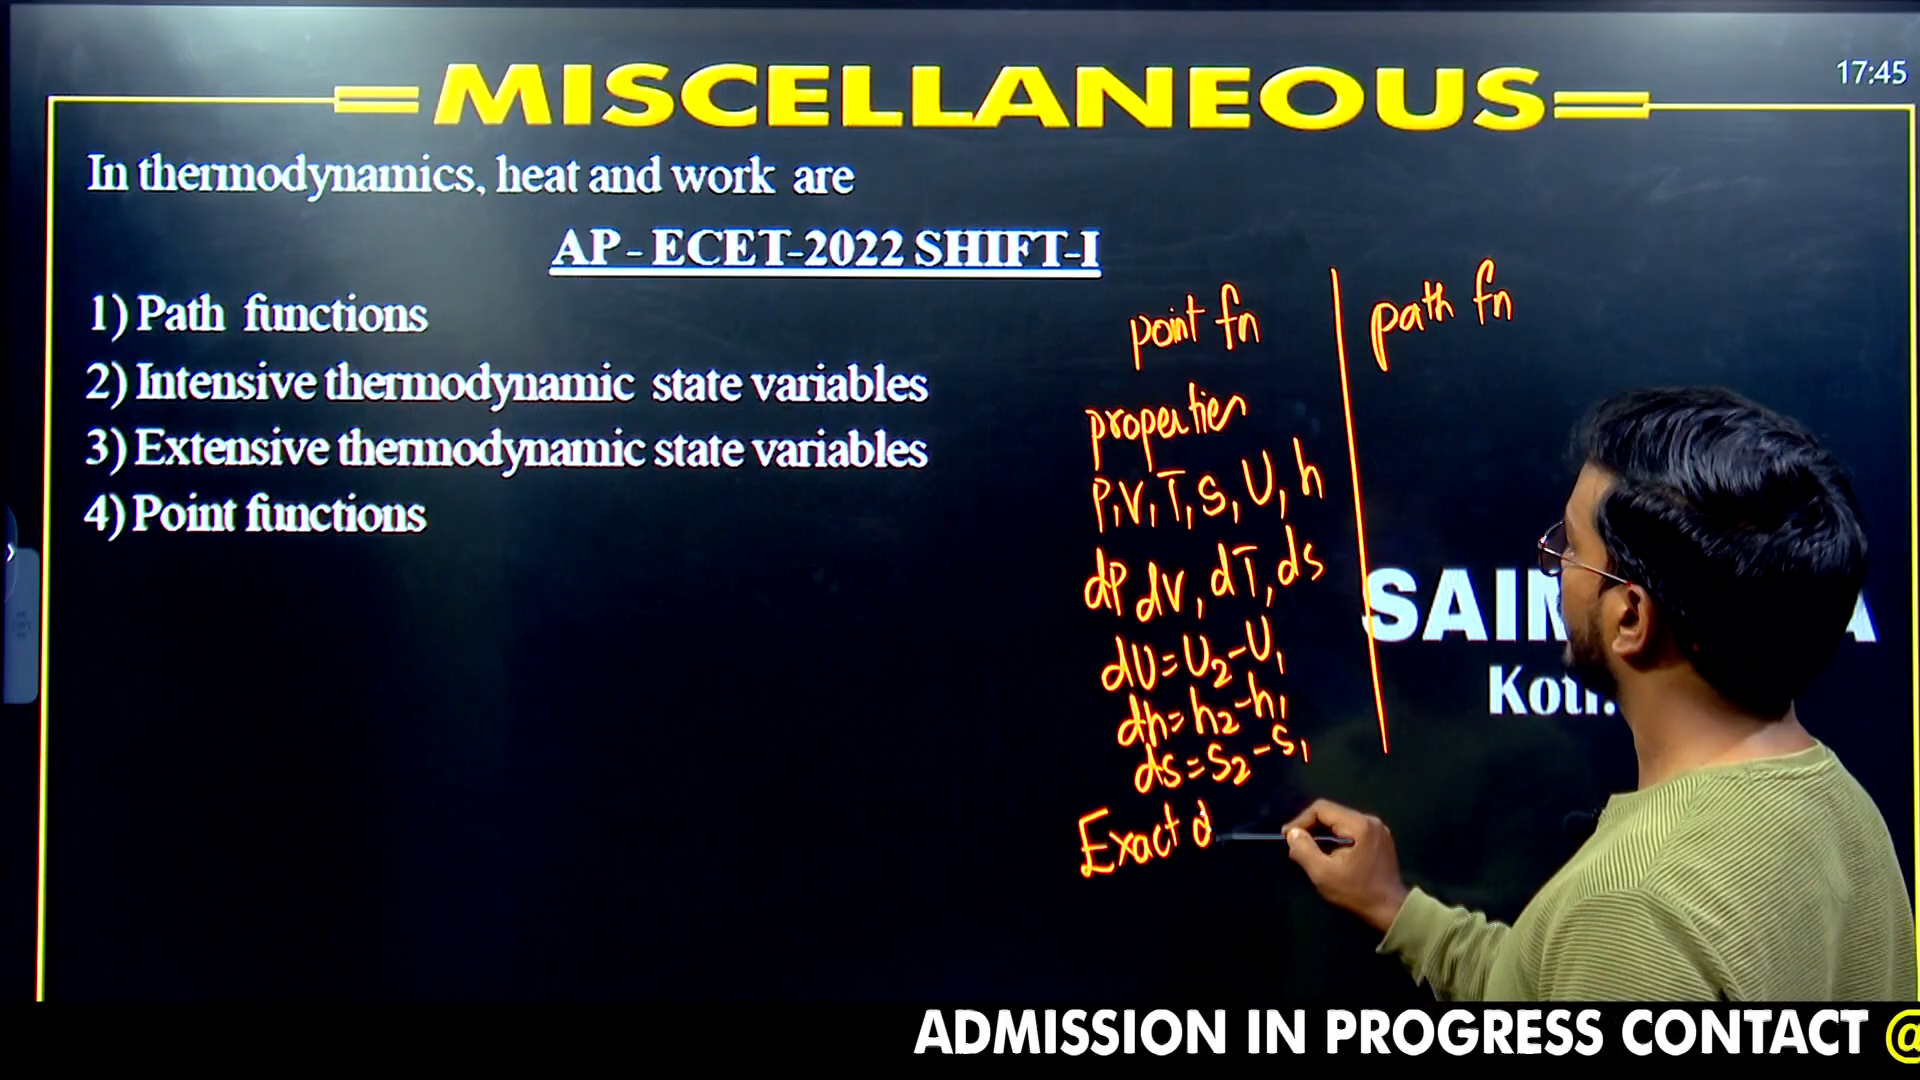 17:45
MISCELLANEOUS
In thermodynamics, heat and work are
AP - ECET-2022 SHIFT-I
1) Path functions
2) Intensive thermodynamic state variables
3) Extensive thermodynamic state variables
4) Point functions
point fn
properties
P, V, T, S, U, h
dP dV, dT, ds
dU = U2 - U1
dh = h2 - h1
ds = S2 - S1
Exact d
path fn
ADMISSION IN PROGRESS CONTACT @